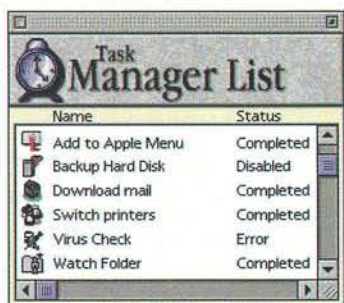 Task
Manager List
Name Status
Add to Apple Menu Completed
Backup Hard Disk Disabled
Download mail Completed
Switch printers Completed
Virus Check Error
Watch Folder Completed